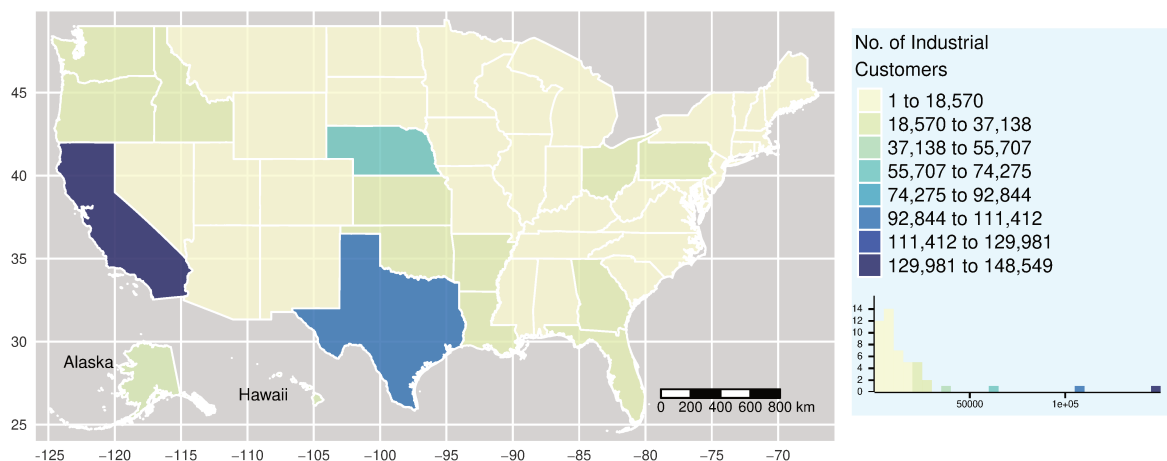 No. of Industrial
Customers
1 to 18,570
18,570 to 37,138
37,138 to 55,707
55,707 to 74,275
74,275 to 92,844
92,844 to 111,412
111,412 to 129,981
129,981 to 148,549
45
40
35
30
25
Alaska
Hawaii
0 200 400 600 800 km
−125 −120 −115 −110 −105 −100 −95 −90 −85 −80 −75 −70
14
12
10
8
6
4
2
0
50000 1e+05